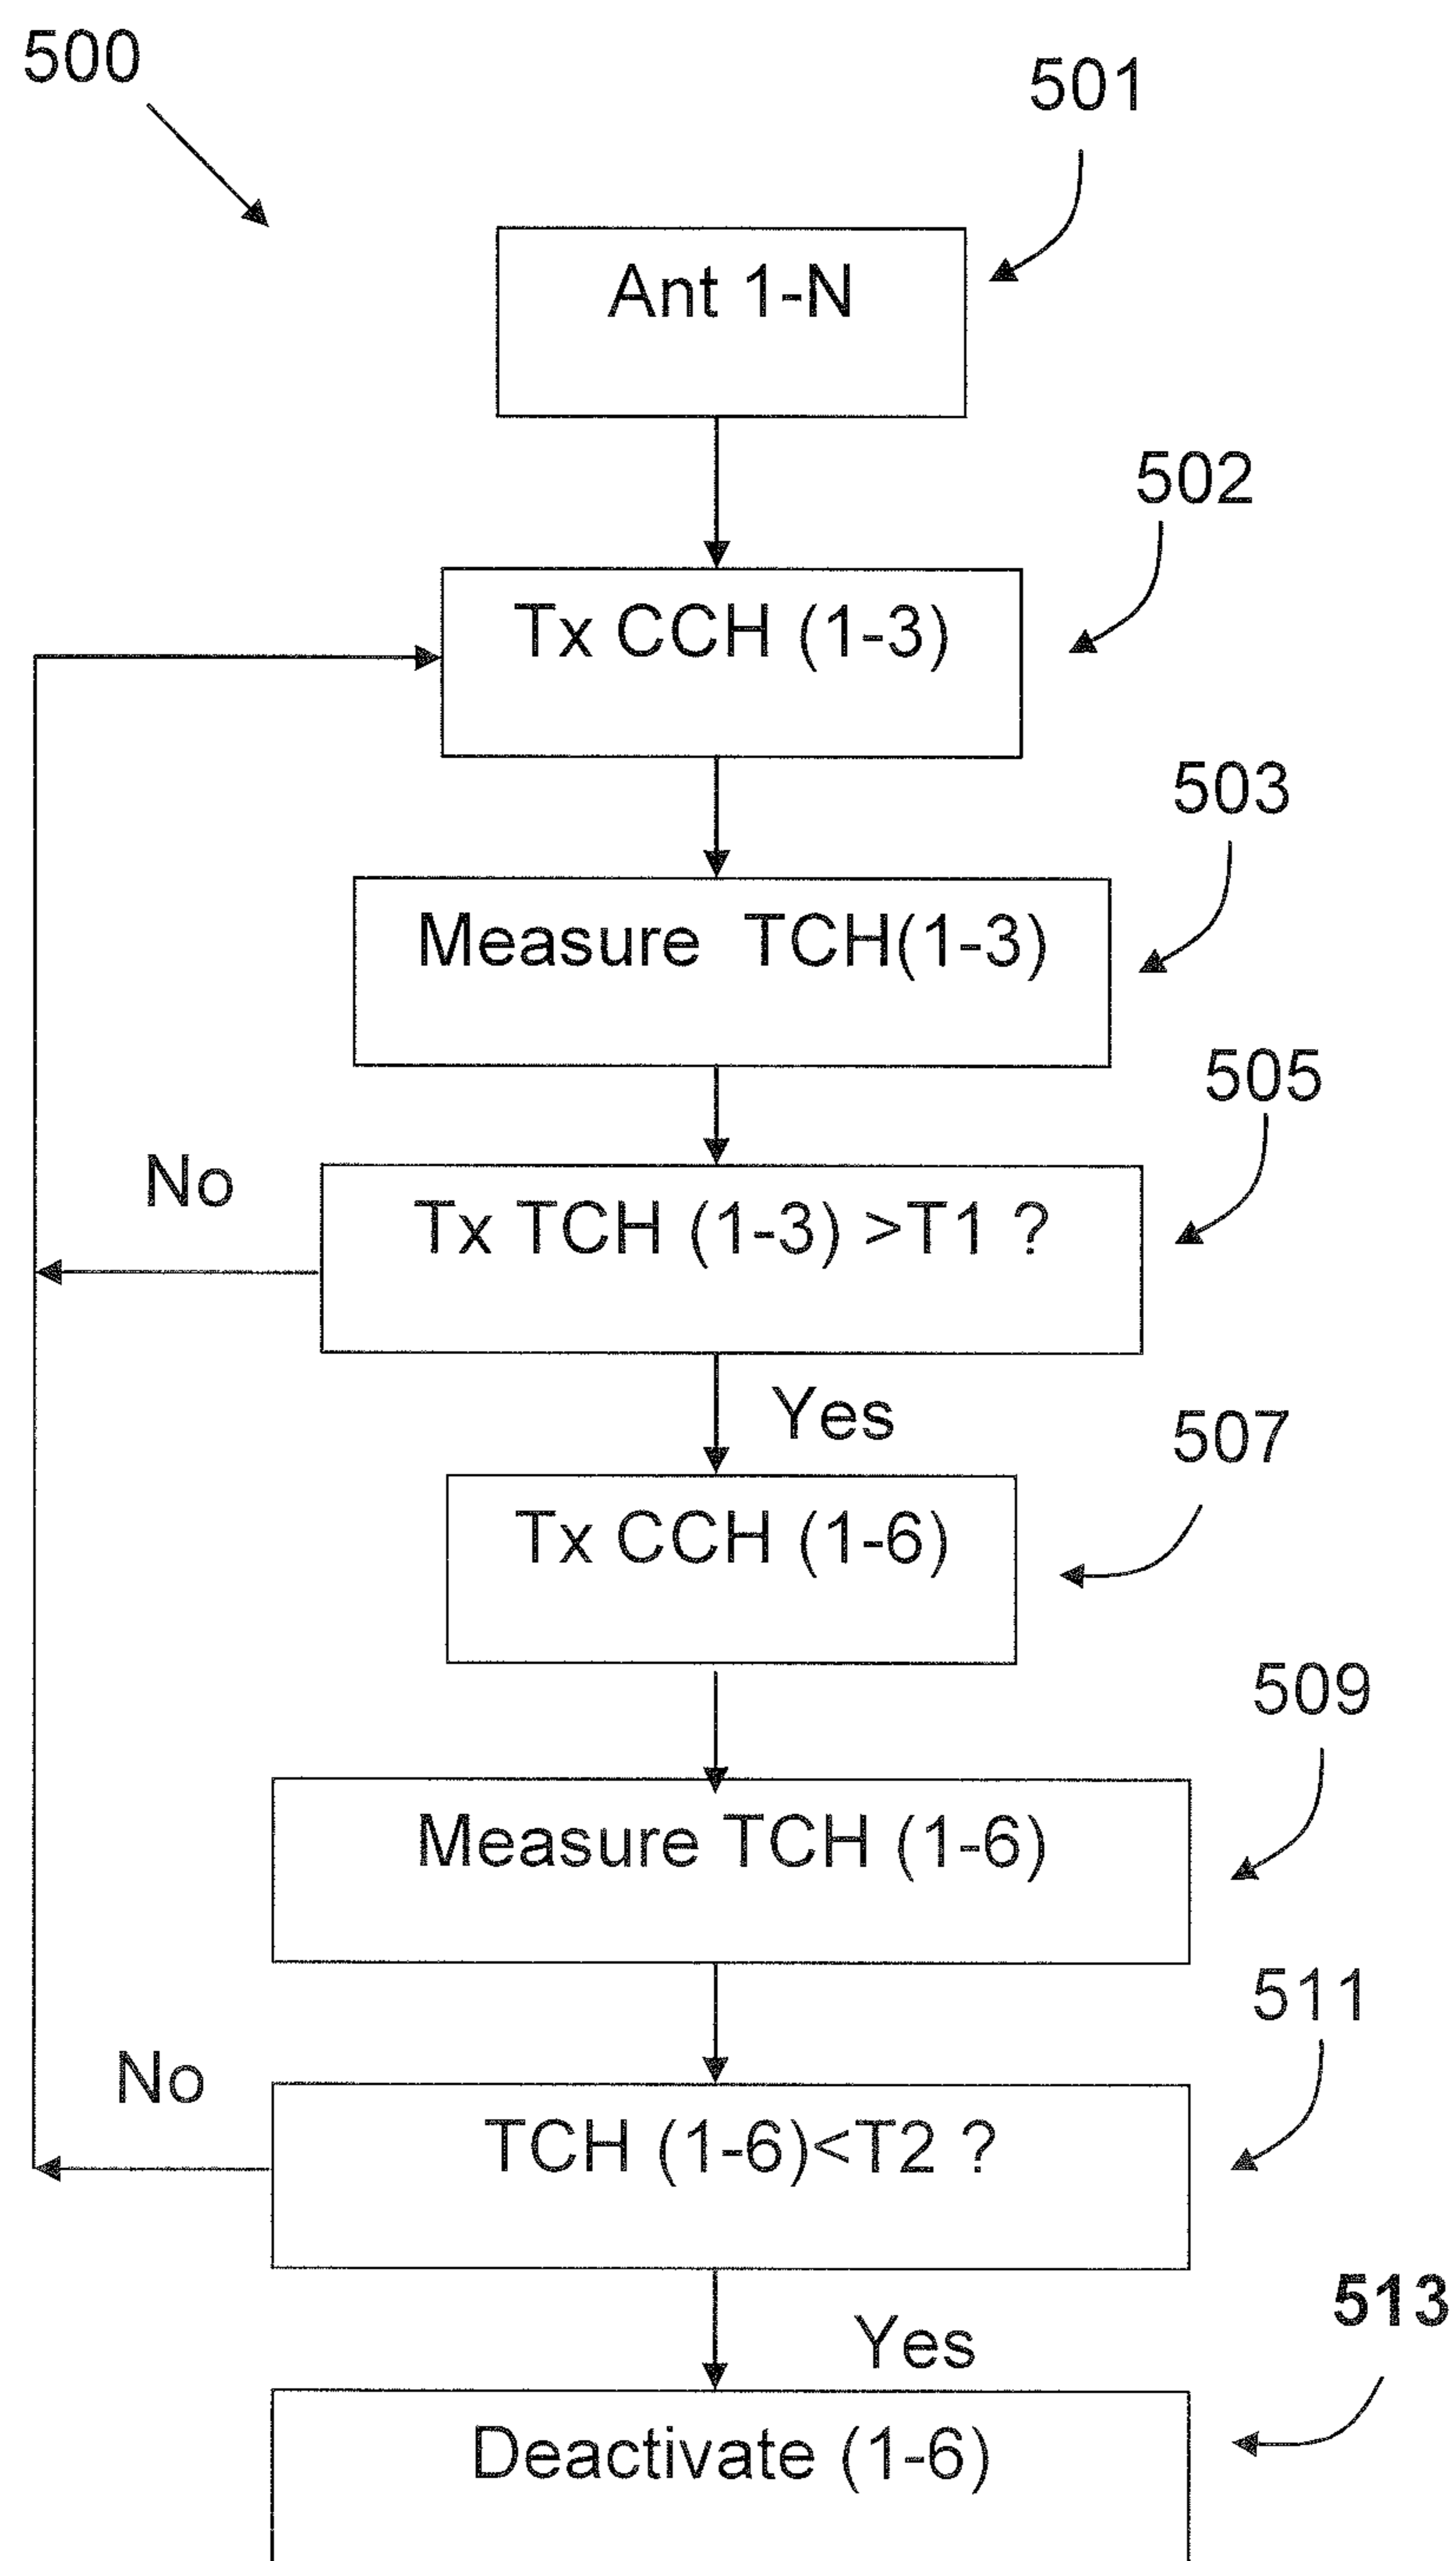 500
501
Ant 1-N
502
Tx CCH (1-3)
503
Measure TCH(1-3)
505
No
Tx TCH (1-3) >T1 ?
Yes
507
Tx CCH (1-6)
509
Measure TCH (1-6)
511
No
TCH (1-6)<T2 ?
513
Yes
Deactivate (1-6)